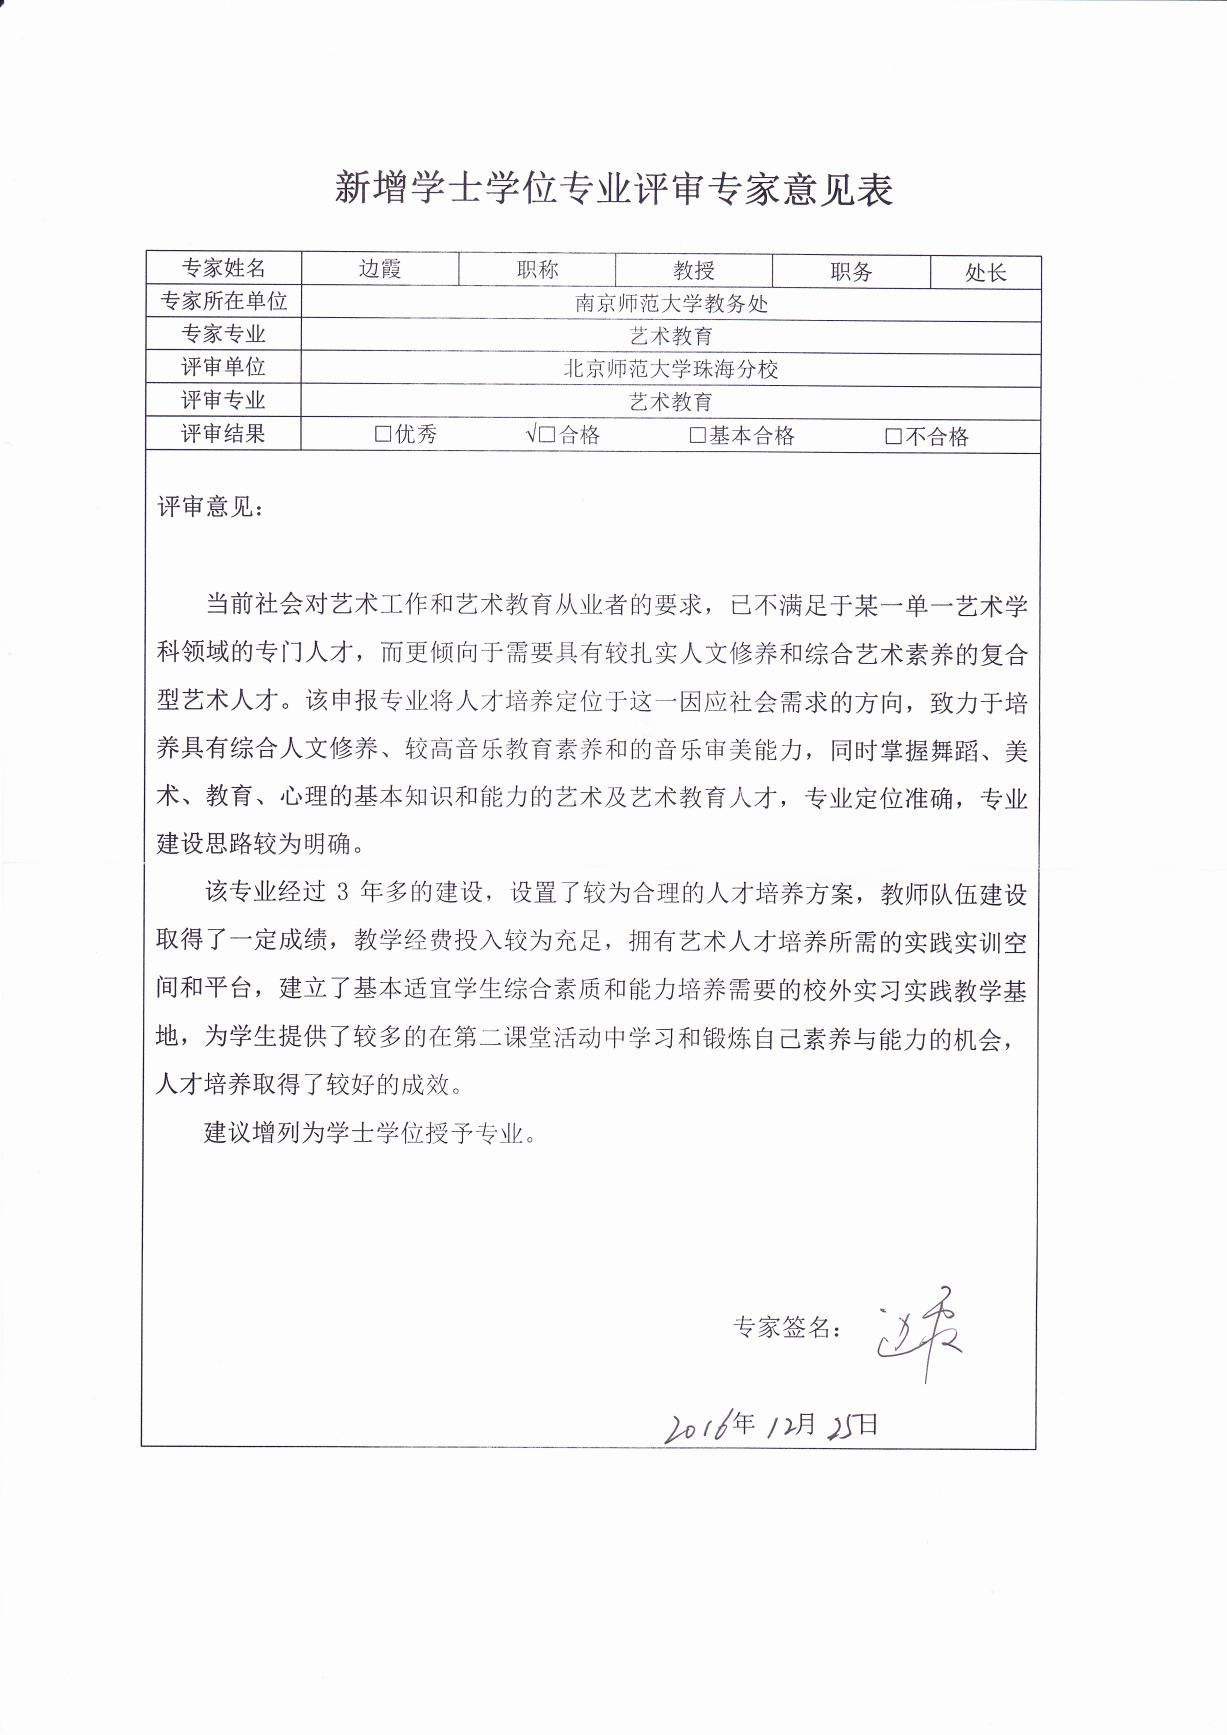 新增学士学位专业评审专家意见表
专家姓名 边霞 职称 教授 职务 处长
专家所在单位 南京师范大学教务处
专家专业 艺术教育
评审单位 北京师范大学珠海分校
评审专业 艺术教育
评审结果 □优秀 √□合格 □基本合格 □不合格
评审意见：
当前社会对艺术工作和艺术教育从业者的要求，已不满足于某一单一艺术学
科领域的专门人才，而更倾向于需要具有较扎实人文修养和综合艺术素养的复合
型艺术人才。该申报专业将人才培养定位于这一因应社会需求的方向，致力于培
养具有综合人文修养、较高音乐教育素养和的音乐审美能力，同时掌握舞蹈、美
术、教育、心理的基本知识和能力的艺术及艺术教育人才，专业定位准确，专业
建设思路较为明确。
该专业经过 3 年多的建设，设置了较为合理的人才培养方案，教师队伍建设
取得了一定成绩，教学经费投入较为充足，拥有艺术人才培养所需的实践实训空
间和平台，建立了基本适宜学生综合素质和能力培养需要的校外实习实践教学基
地，为学生提供了较多的在第二课堂活动中学习和锻炼自己素养与能力的机会，
人才培养取得了较好的成效。
建议增列为学士学位授予专业。
专家签名： 边霞
2016年 12月 25日